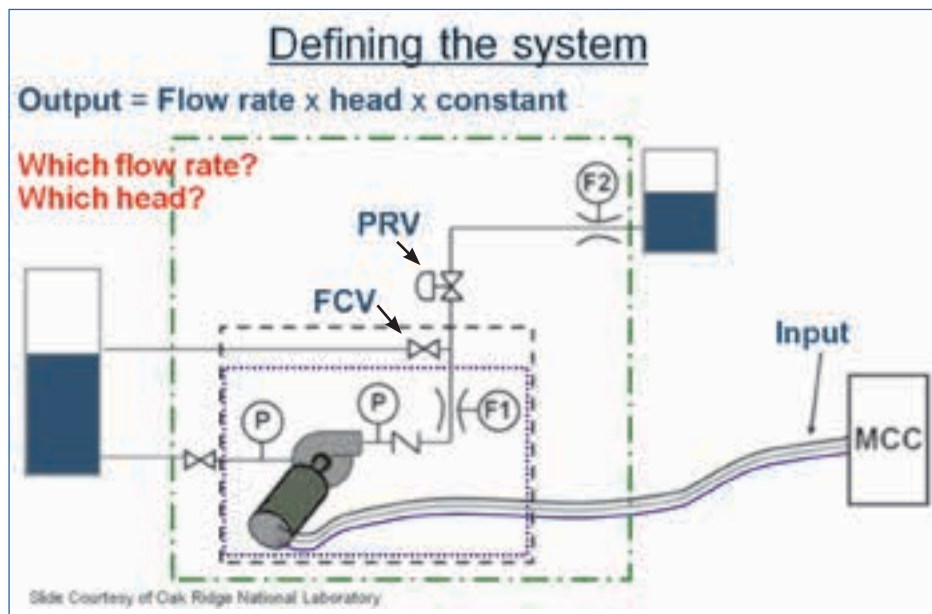 Defining the system
Output = Flow rate x head x constant
Which flow rate?
Which head?
F2
PRV
FCV
Input
P
P
F1
MCC
Slide Courtesy of Oak Ridge National Laboratory